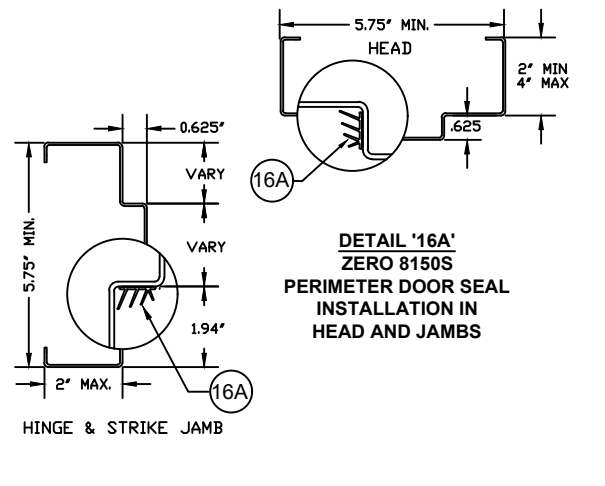 5.75" MIN.
HEAD
2" MIN
4" MAX
.625
16A
0.625"
VARY
VARY
5.75" MIN.
1.94"
2" MAX.
16A
HINGE & STRIKE JAMB
DETAIL '16A'
ZERO 8150S
PERIMETER DOOR SEAL
INSTALLATION IN
HEAD AND JAMBS